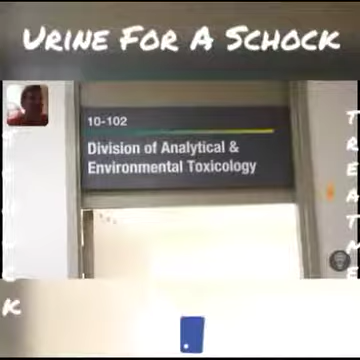 URINE FOR A SCHOCK
10-102
Division of Analytical &
Environmental Toxicology
TREATME
K